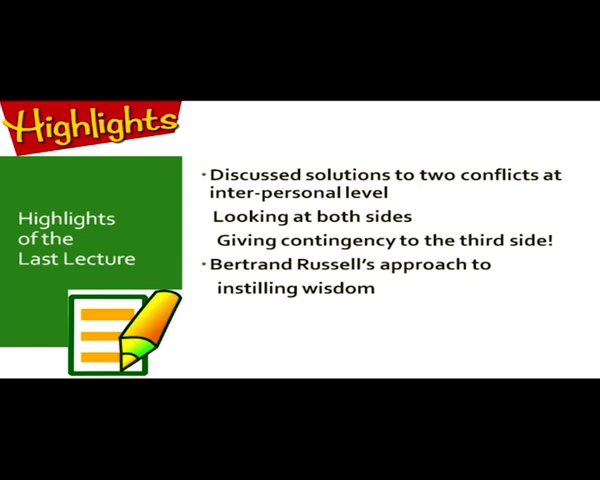 Highlights
Highlights
of the
Last Lecture
• Discussed solutions to two conflicts at
inter-personal level
Looking at both sides
Giving contingency to the third side!
• Bertrand Russell's approach to
instilling wisdom